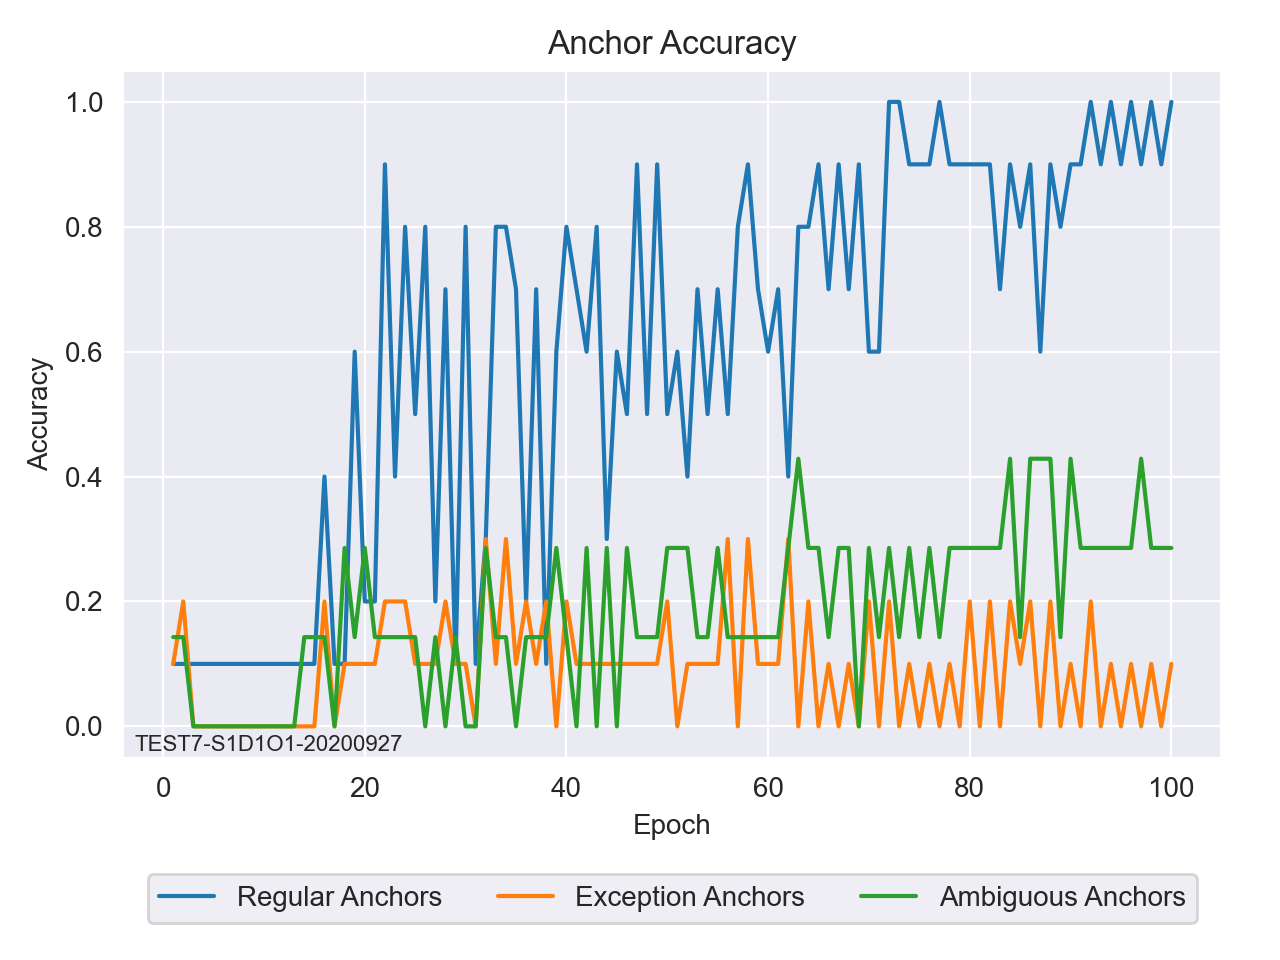 Anchor Accuracy
1.0
0.8
0.6
0.4
0.2
0.0
Accuracy
TEST7-S1D1O1-20200927
0 20 40 60 80 100
Epoch
Regular Anchors Exception Anchors Ambiguous Anchors